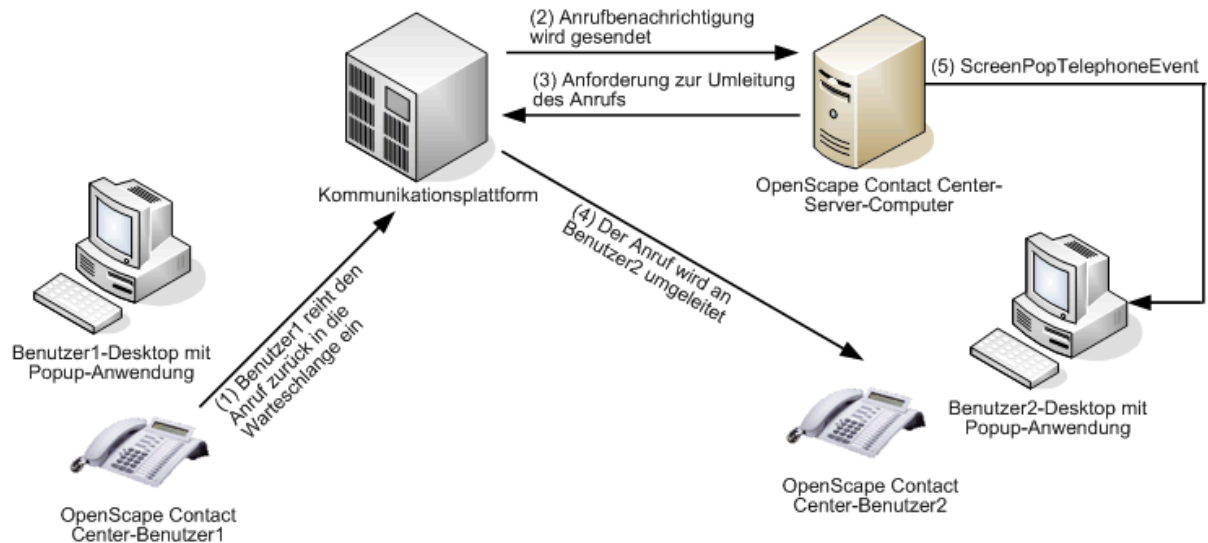 (2) Anrufbenachrichtigung
wird gesendet
(3) Anforderung zur Umleitung
des Anrufs
(5) ScreenPopTelephoneEvent
Kommunikationsplattform
OpenScape Contact Center-
Server-Computer
(4) Der Anruf wird an
Benutzer2 umgeleitet
(1) Benutzer1 reiht den
Anruf zurück in die
Warteschlange ein
Benutzer1-Desktop mit
Popup-Anwendung
Benutzer2-Desktop mit
Popup-Anwendung
OpenScape Contact
Center-Benutzer1
OpenScape Contact
Center-Benutzer2